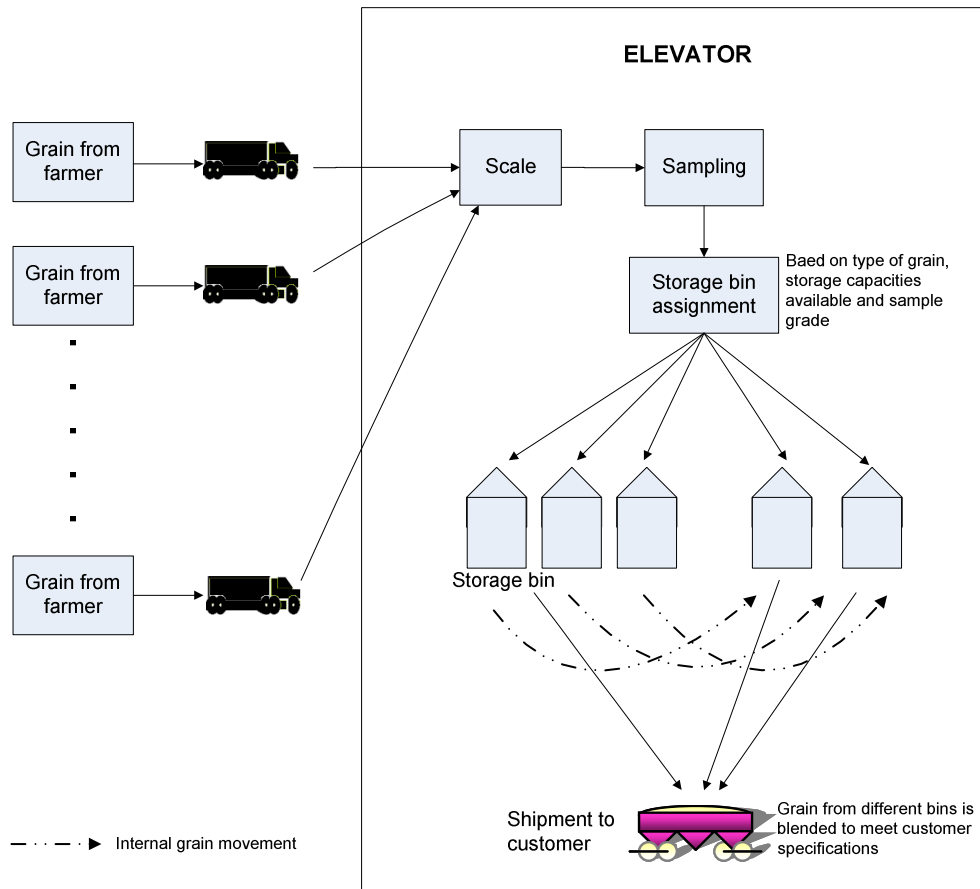 ELEVATOR
Grain from
farmer
Scale
Sampling
Grain from
farmer
Storage bin
assignment
Baed on type of grain,
storage capacities
available and sample
grade
Grain from
farmer
Storage bin
Shipment to
customer
Grain from different bins is
blended to meet customer
specifications
Internal grain movement